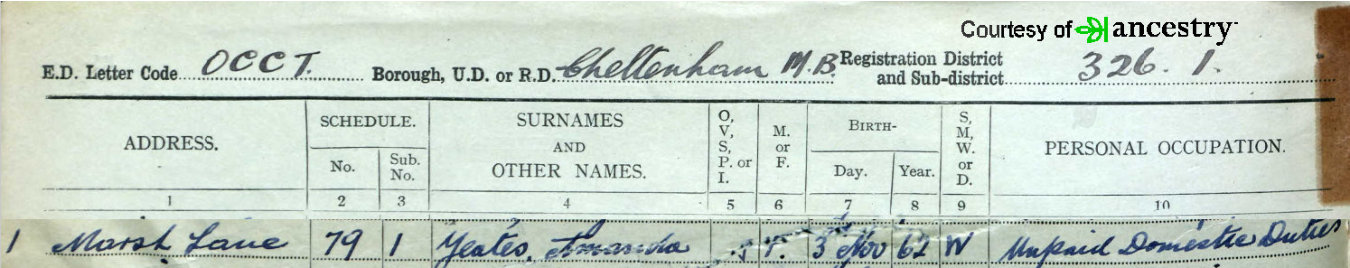 Courtesy of ancestry
E.D. Letter Code OCCT. Borough, U.D. or R.D. Cheltenham M.B. Registration District and Sub-district 326. 1.
ADDRESS. SCHEDULE. No. Sub. No. SURNAMES AND OTHER NAMES. O, V, S, P. or I. M. or F. BIRTH- Day. Year. S, M, W. or D. PERSONAL OCCUPATION.
1 2 3 4 5 6 7 8 9 10
1 Marsh Lane 79 1 Yeates, Amanda F. 3 Nov 62 W Unpaid Domestic Duties